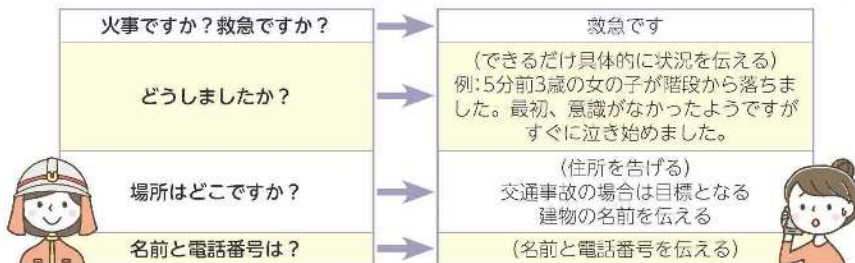 火事ですか？救急ですか？
救急です
どうしましたか？
(できるだけ具体的に状況を伝える)
例：5分前3歳の女の子が階段から落ちま
した。最初、意識がなかったようですが
すぐに泣き始めました。
場所はどこですか？
(住所を告げる)
交通事故の場合は目標となる
建物の名前を伝える
名前と電話番号は？
(名前と電話番号を伝える)